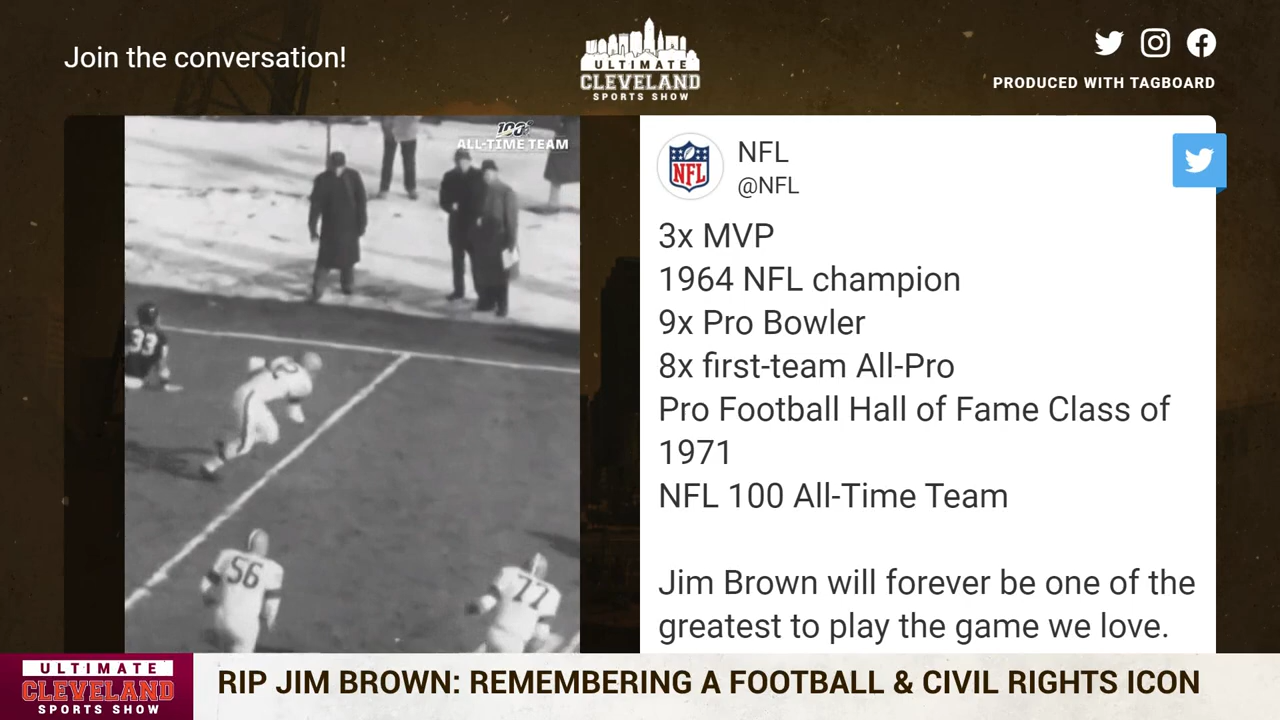 Join the conversation!
ULTIMATE
CLEVELAND
SPORTS SHOW
PRODUCED WITH TAGBOARD
100
ALL-TIME TEAM
33
56
77
NFL
NFL
@NFL
3x MVP
1964 NFL champion
9x Pro Bowler
8x first-team All-Pro
Pro Football Hall of Fame Class of
1971
NFL 100 All-Time Team
Jim Brown will forever be one of the
greatest to play the game we love.
ULTIMATE
CLEVELAND
SPORTS SHOW
RIP JIM BROWN: REMEMBERING A FOOTBALL & CIVIL RIGHTS ICON